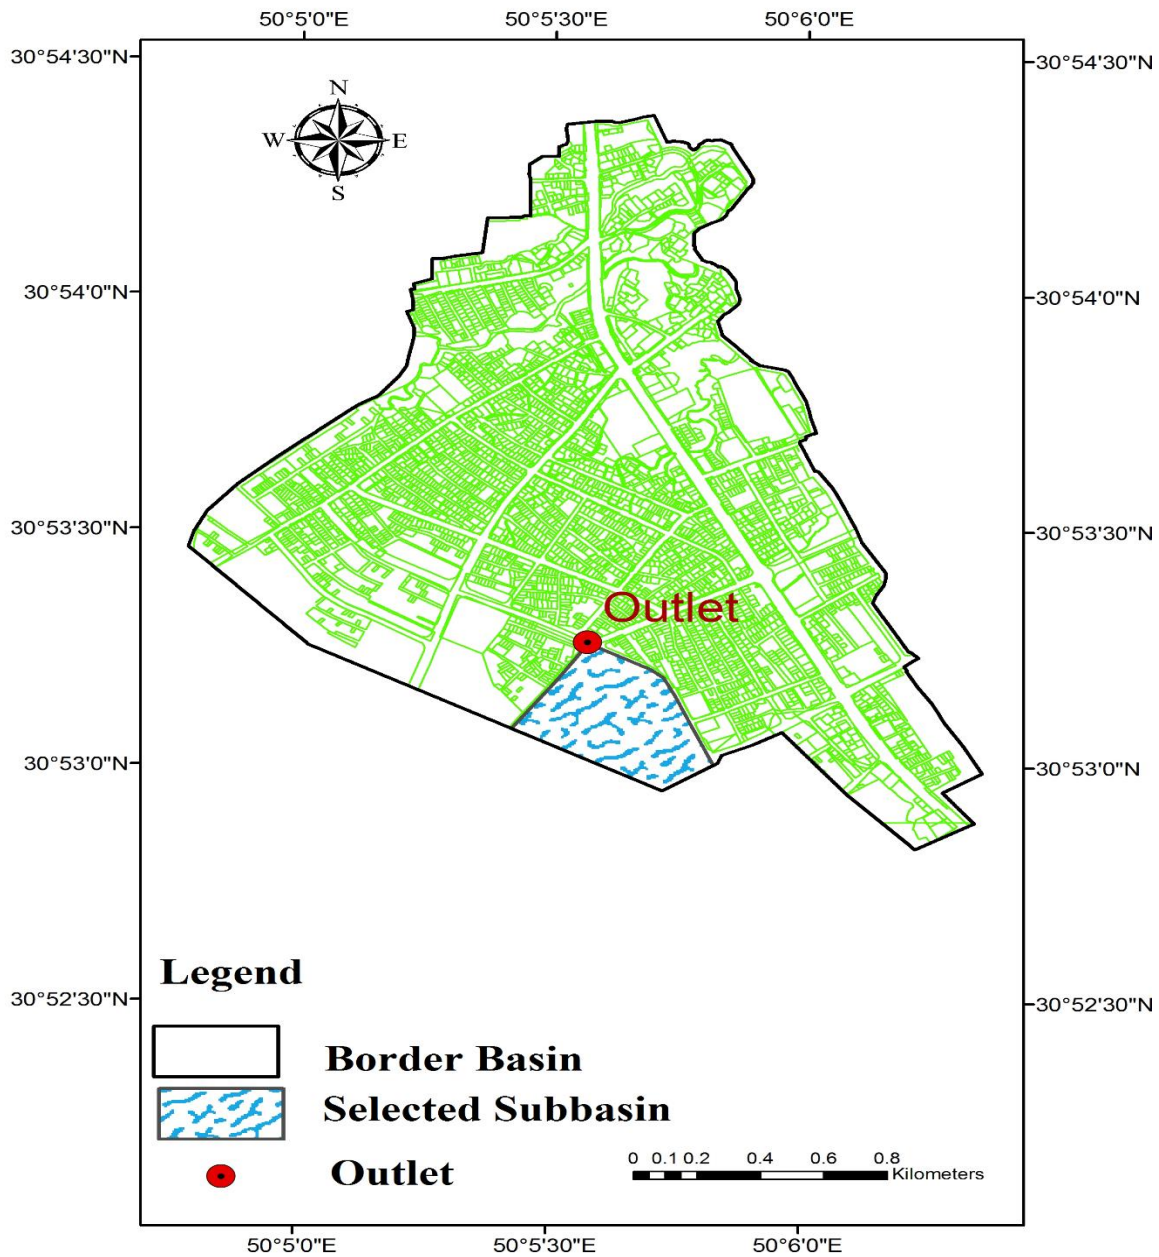 50°5'0"E 50°5'30"E 50°6'0"E
30°54'30"N 30°54'30"N
N
W E
S
30°54'0"N 30°54'0"N
30°53'30"N 30°53'30"N
Outlet
30°53'0"N 30°53'0"N
Legend
30°52'30"N 30°52'30"N
Border Basin
Selected Subbasin
Outlet
0 0.1 0.2 0.4 0.6 0.8
Kilometers
50°5'0"E 50°5'30"E 50°6'0"E